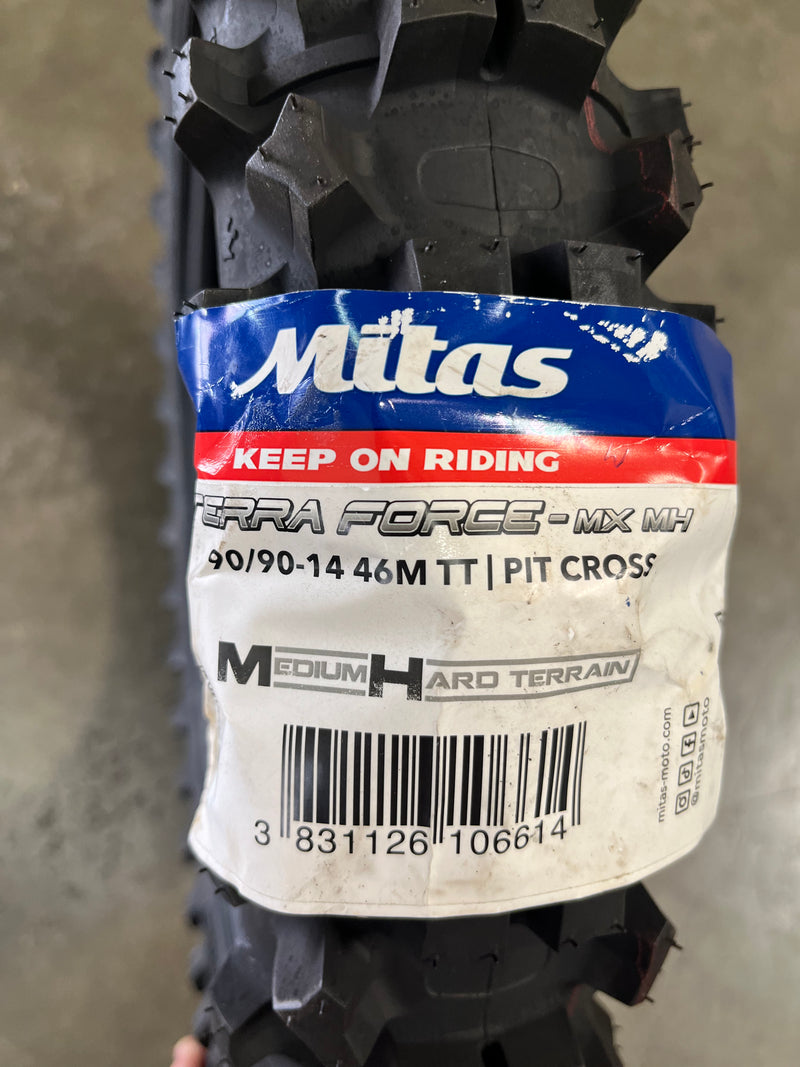 Mitas
KEEP ON RIDING
TERRA FORCE-MX MH
90/90-14 46M TT | PIT CROSS
MEDIUM HARD TERRAIN
3 831126 106614
mitas-moto.com
@mitasmoto